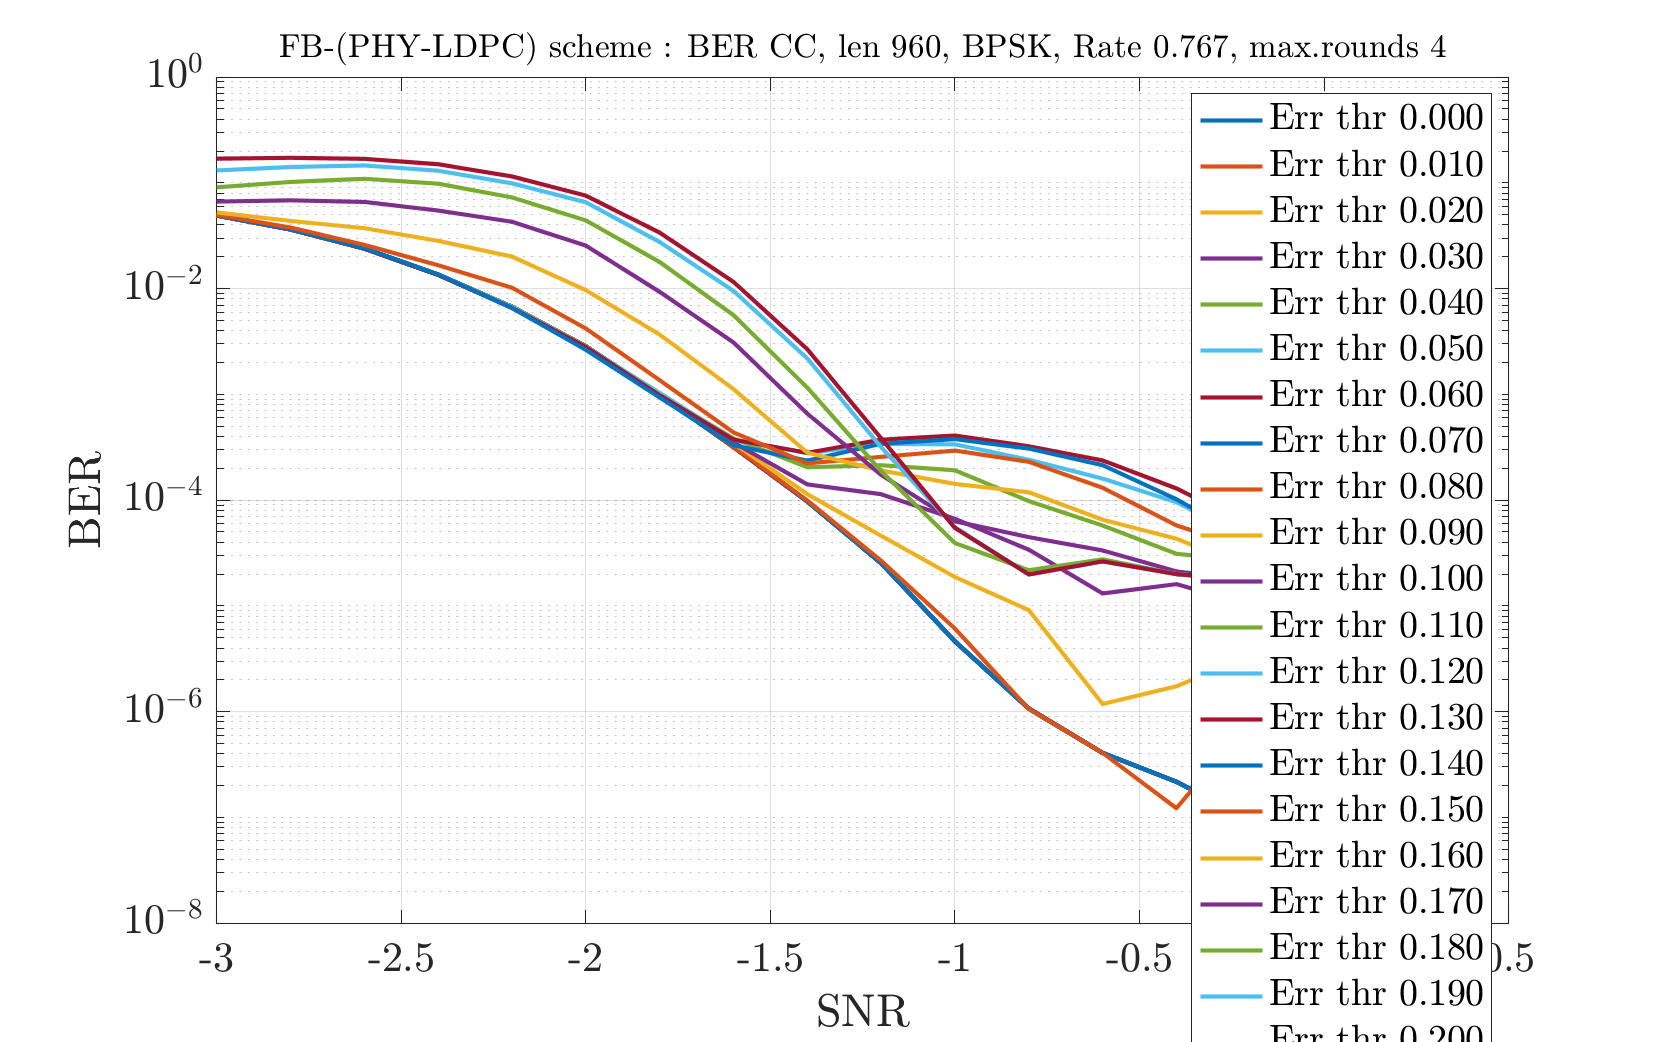 FB-(PHY-LDPC) scheme : BER CC, len 960, BPSK, Rate 0.767, max.rounds 4
10^0
10^-2
10^-4
10^-6
10^-8
BER
-3 -2.5 -2 -1.5 -1 -0.5 0.5
SNR
Err thr 0.000
Err thr 0.010
Err thr 0.020
Err thr 0.030
Err thr 0.040
Err thr 0.050
Err thr 0.060
Err thr 0.070
Err thr 0.080
Err thr 0.090
Err thr 0.100
Err thr 0.110
Err thr 0.120
Err thr 0.130
Err thr 0.140
Err thr 0.150
Err thr 0.160
Err thr 0.170
Err thr 0.180
Err thr 0.190
Err thr 0.200